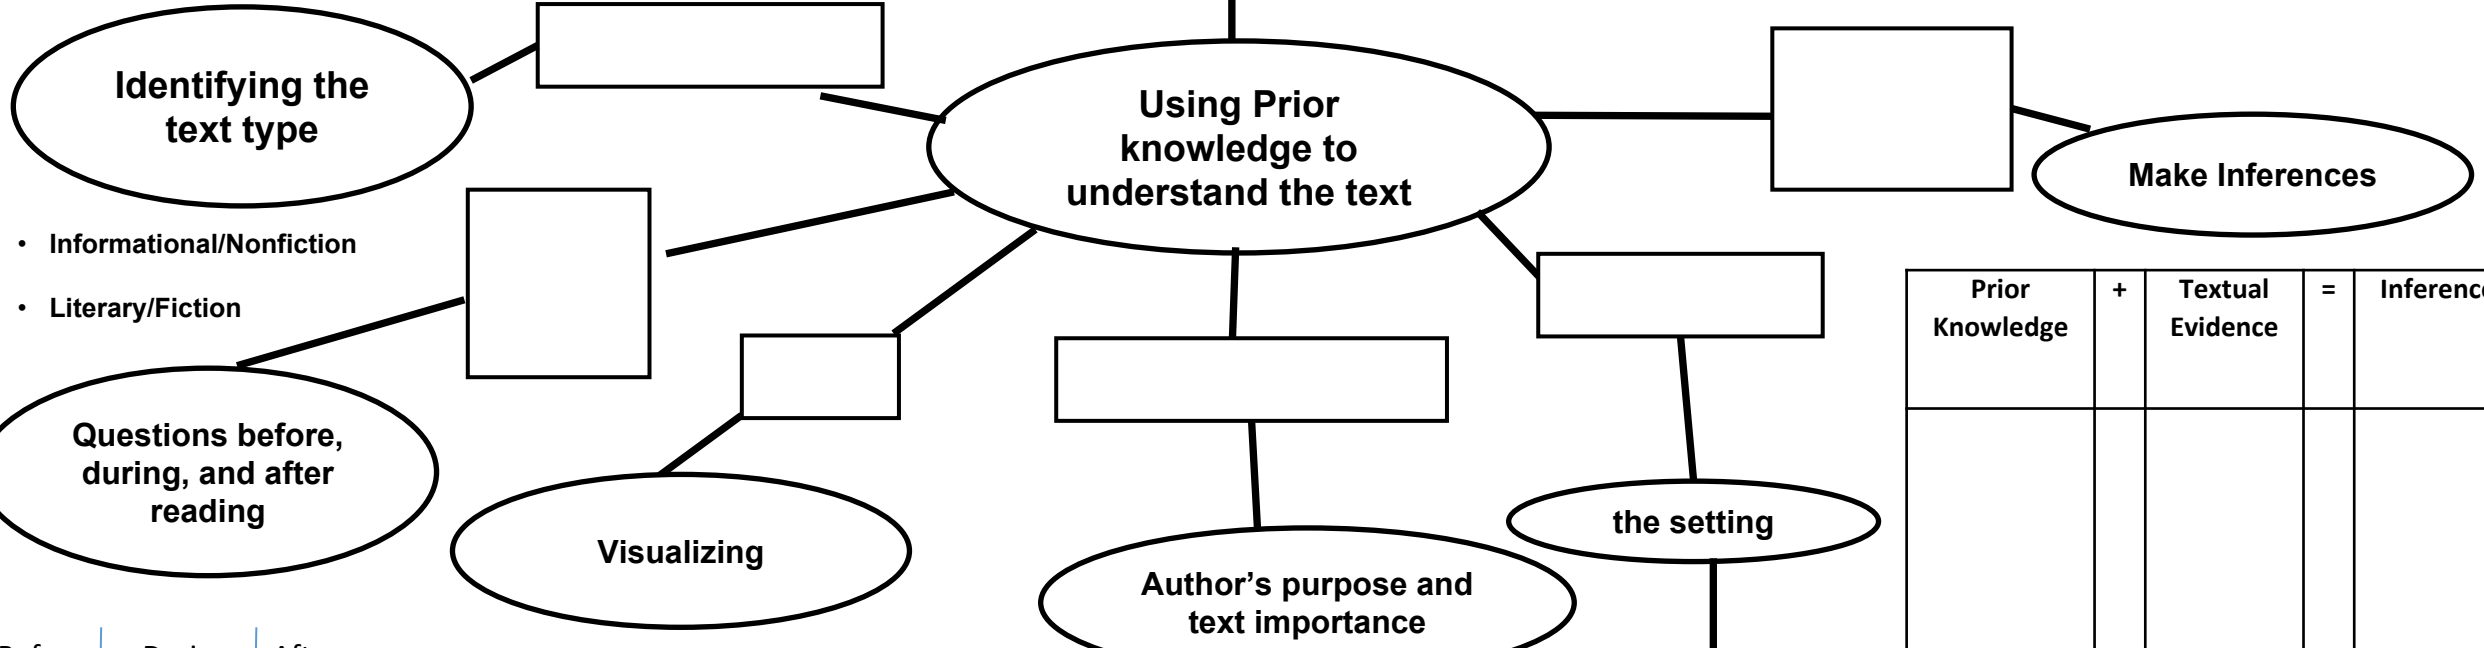 Identifying the
text type
Using Prior
knowledge to
understand the text
Make Inferences
• Informational/Nonfiction
• Literary/Fiction
Prior
Knowledge
+
Textual
Evidence
=
Inferenc
Questions before,
during, and after
reading
Visualizing
the setting
Author’s purpose and
text importance